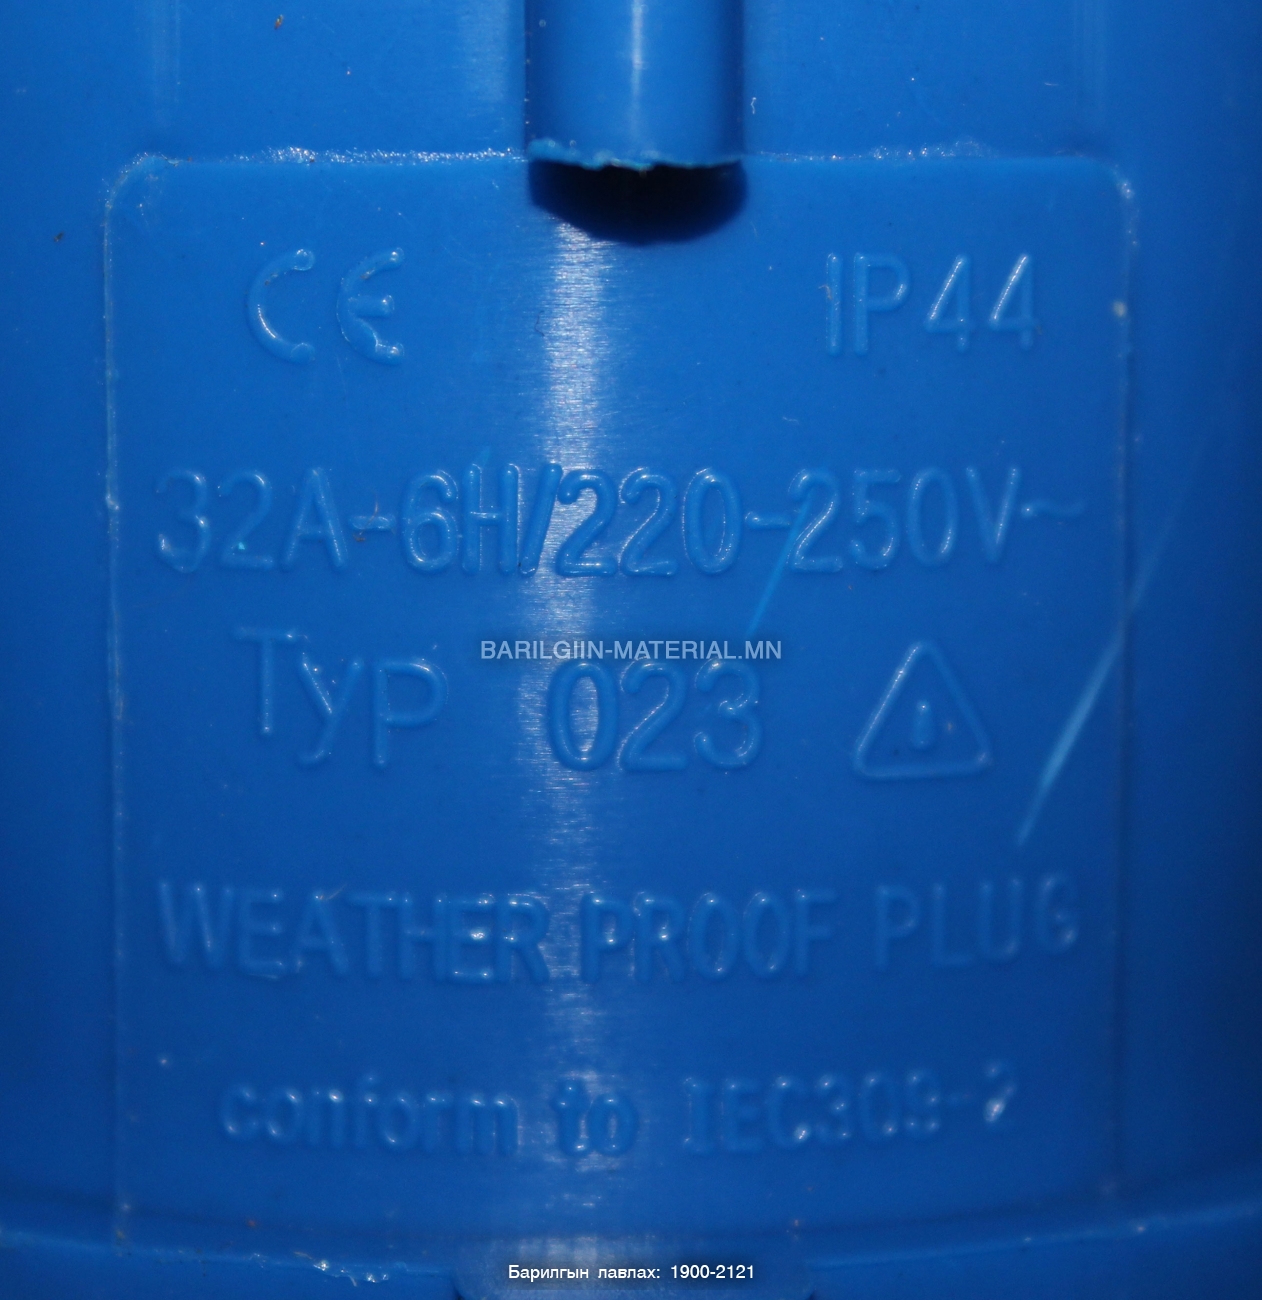 CE IP44
32A-6H/220-250V~
BARILGIIN-MATERIAL.MN
Typ 023
WEATHER PROOF PLUG
conform to IEC309-2
Барилгын лавлах: 1900-2121